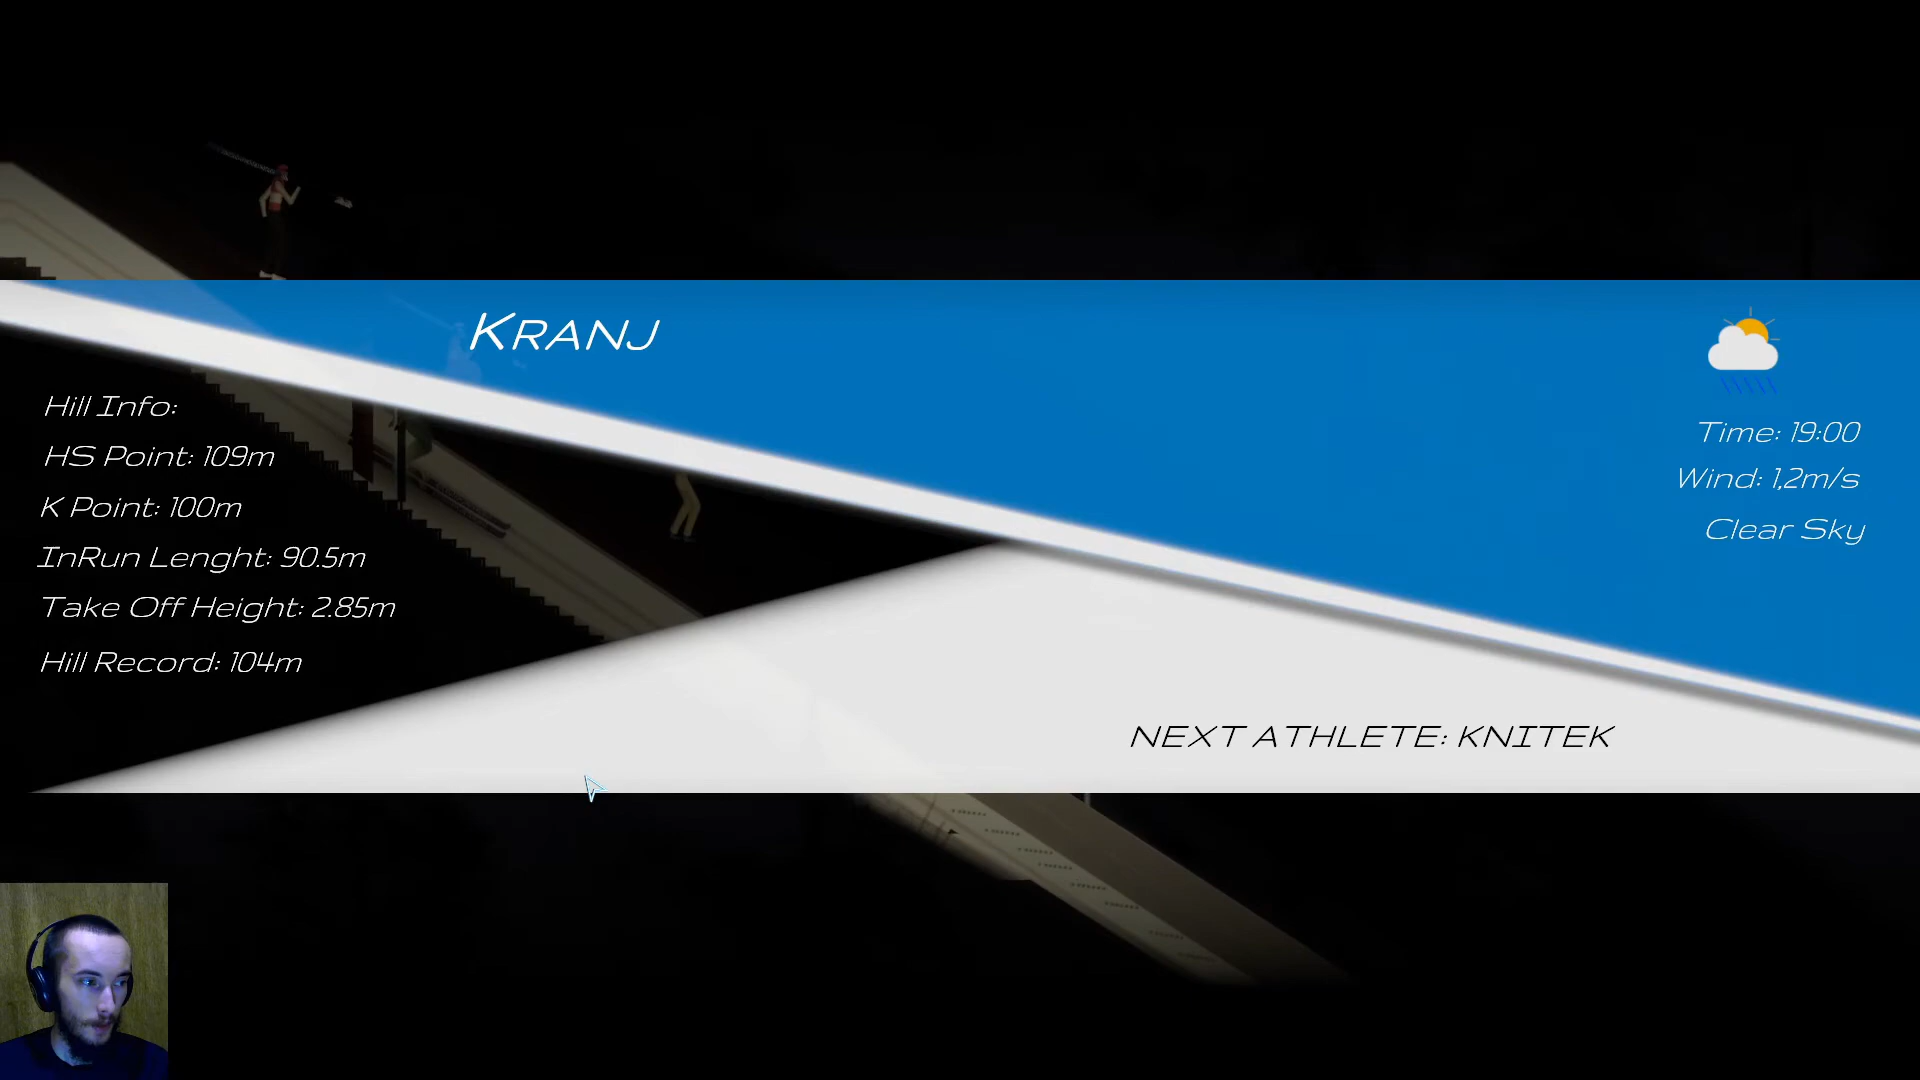 Kranj
Hill Info:
HS Point: 109m
K Point: 100m
InRun Lenght: 90.5m
Take Off Height: 2.85m
Hill Record: 104m
Time: 19:00
Wind: 1,2m/s
Clear Sky
NEXT ATHLETE: KNITEK